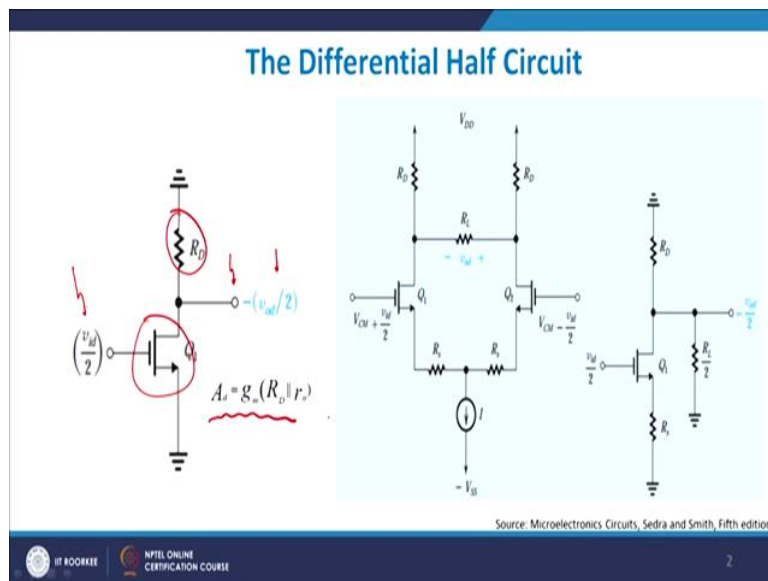 The Differential Half Circuit
R_D
(v_id/2)
Q_1
-(v_od/2)
A_d = g_m(R_D || r_o)
V_DD
R_D
R_D
R_L
- v_od +
Q_1
Q_2
V_CM + v_id/2
V_CM - v_id/2
R_s
R_s
I
- V_SS
R_D
- v_od/2
v_id/2
Q_1
R_L/2
R_s
Source: Microelectronics Circuits, Sedra and Smith, Fifth edition
IIT ROORKEE
NPTEL ONLINE
CERTIFICATION COURSE
2